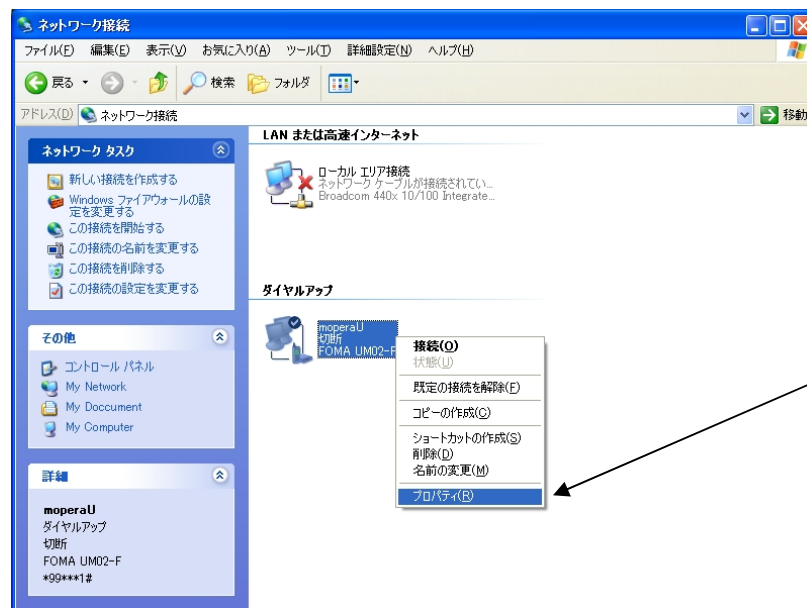 ネットワーク接続
ファイル(F) 編集(E) 表示(V) お気に入り(A) ツール(T) 詳細設定(N) ヘルプ(H)
戻る 検索 フォルダ
アドレス(D) ネットワーク接続 移動
ネットワーク タスク
新しい接続を作成する
Windows ファイアウォールの設
定を変更する
この接続を開始する
この接続の名前を変更する
この接続を削除する
この接続の設定を変更する
その他
コントロール パネル
My Network
My Doccument
My Computer
詳細
moperaU
ダイヤルアップ
切断
FOMA UM02-F
*99***1#
LAN または高速インターネット
ローカル エリア接続
ネットワーク ケーブルが接続されてい...
Broadcom 440x 10/100 Integrate...
ダイヤルアップ
moperaU
切断
FOMA UM02-F
接続(O)
状態(U)
既定の接続を解除(F)
コピーの作成(C)
ショートカットの作成(S)
削除(D)
名前の変更(M)
プロパティ(R)